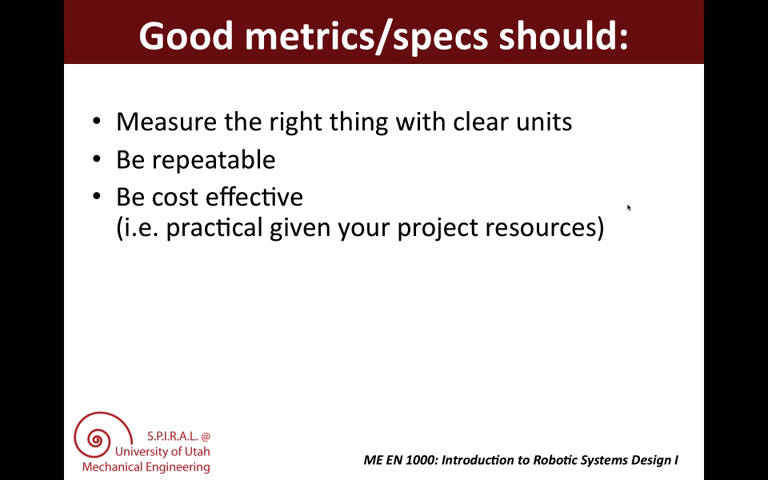 Good metrics/specs should:
• Measure the right thing with clear units
• Be repeatable
• Be cost effective
(i.e. practical given your project resources)
S.P.I.R.A.L. @
University of Utah
Mechanical Engineering
ME EN 1000: Introduction to Robotic Systems Design I